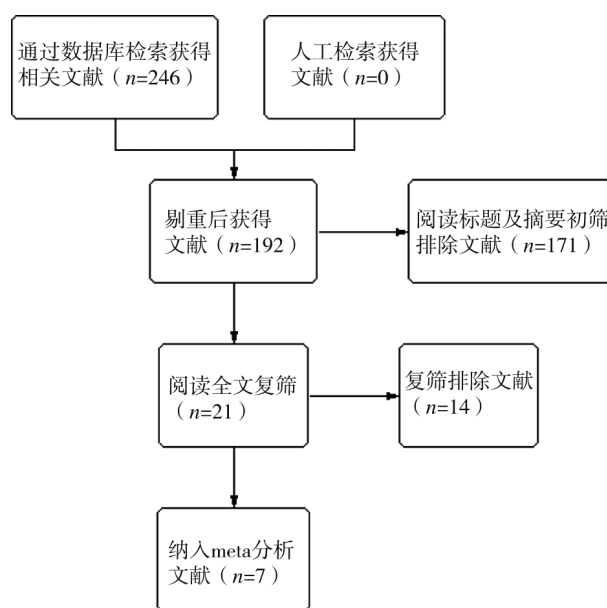 通过数据库检索获得
相关文献（n=246）
人工检索获得
文献（n=0）
剔重后获得
文献（n=192）
阅读标题及摘要初筛
排除文献（n=171）
阅读全文复筛
（n=21）
复筛排除文献
（n=14）
纳入meta分析
文献（n=7）